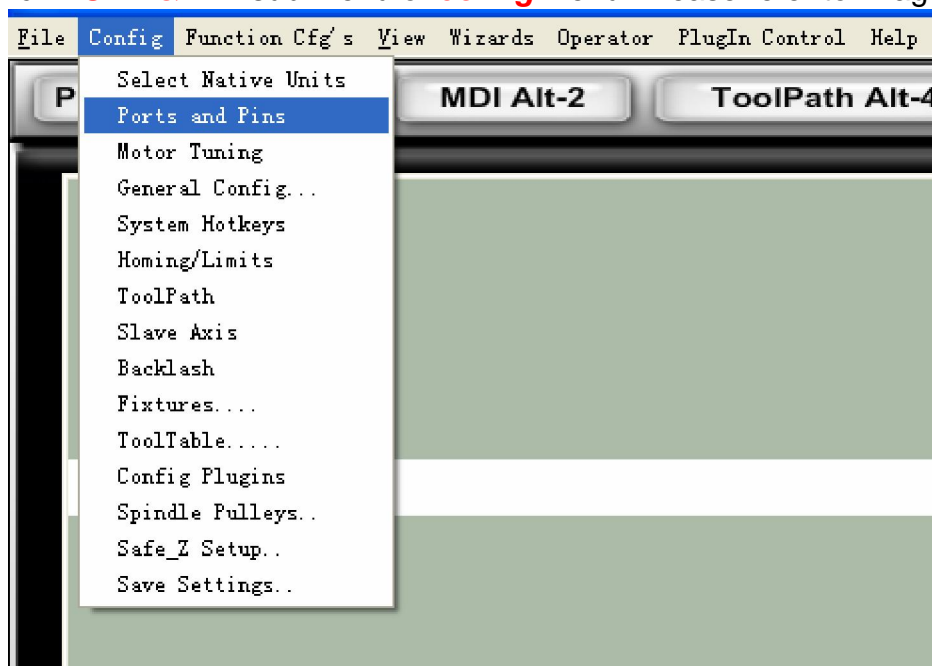 File Config Function Cfg's View Wizards Operator PlugIn Control Help
Select Native Units
P MDI Alt-2 ToolPath Alt-4
Ports and Pins
Motor Tuning
General Config...
System Hotkeys
Homing/Limits
ToolPath
Slave Axis
Backlash
Fixtures....
ToolTable.....
Config Plugins
Spindle Pulleys..
Safe_Z Setup..
Save Settings..